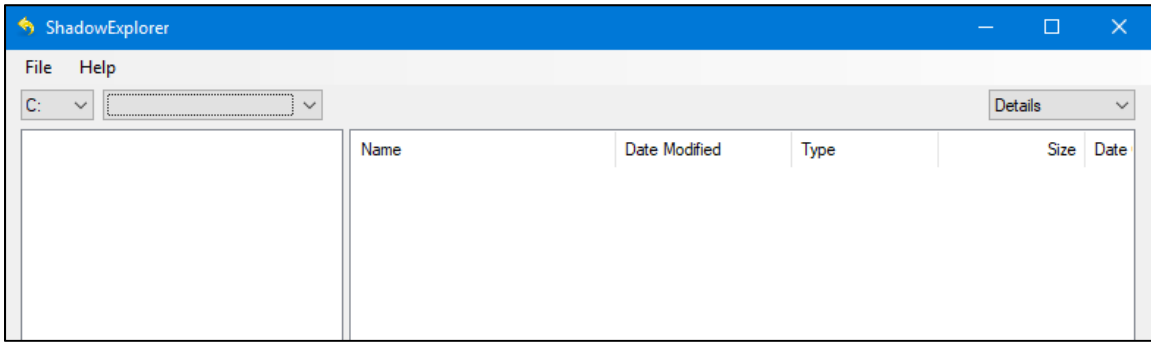 ShadowExplorer
File Help
C: Details
Name Date Modified Type Size Date